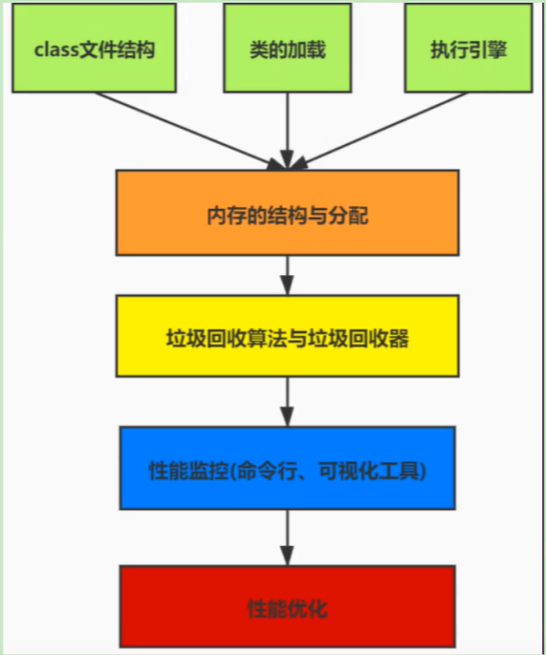 class文件结构
类的加载
执行引擎
内存的结构与分配
垃圾回收算法与垃圾回收器
性能监控(命令行、可视化工具)
性能优化